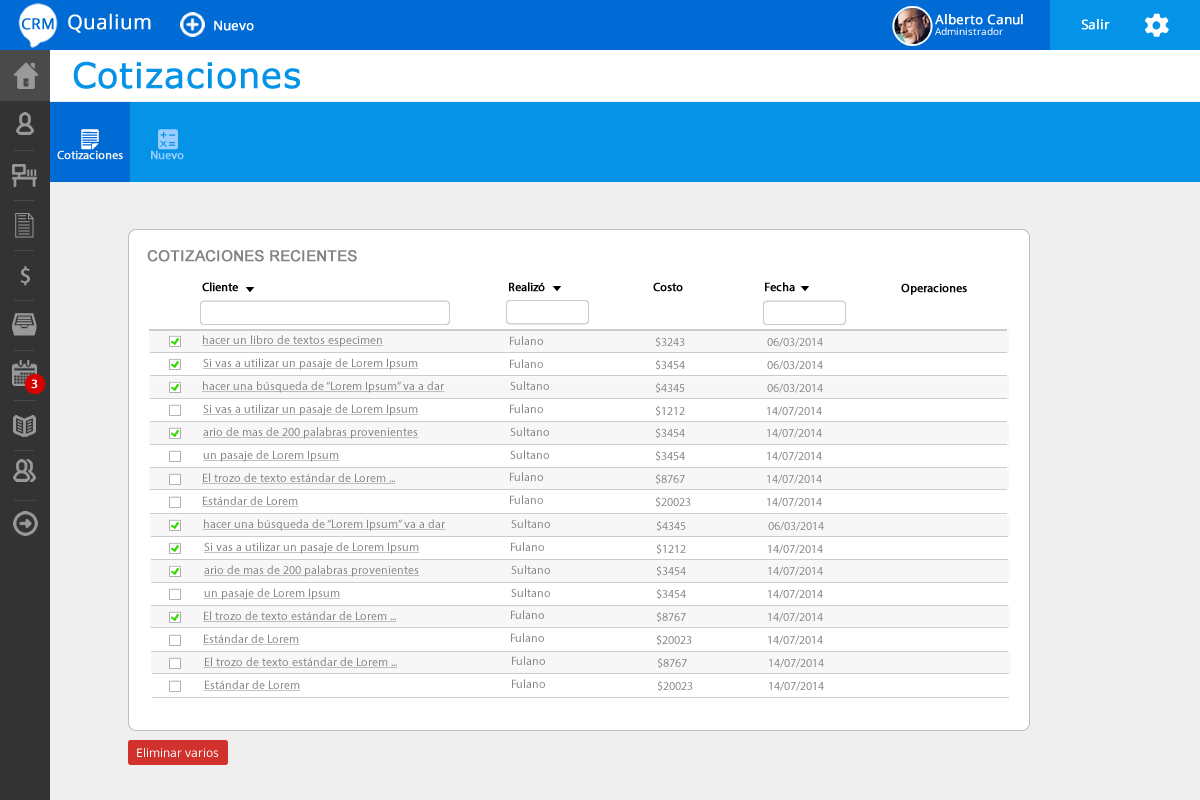 CRM Qualium Nuevo Alberto Canul Salir
Administrador
Cotizaciones
Cotizaciones Nuevo
3
COTIZACIONES RECIENTES
Cliente Realizó Costo Fecha Operaciones
hacer un libro de textos especimen Fulano $3243 06/03/2014
Si vas a utilizar un pasaje de Lorem Ipsum Fulano $3454 06/03/2014
hacer una búsqueda de “Lorem Ipsum” va a dar Sultano $4345 06/03/2014
Si vas a utilizar un pasaje de Lorem Ipsum Fulano $1212 14/07/2014
ario de mas de 200 palabras provenientes Sultano $3454 14/07/2014
un pasaje de Lorem Ipsum Sultano $3454 14/07/2014
El trozo de texto estándar de Lorem ... Fulano $8767 14/07/2014
Estándar de Lorem Fulano $20023 14/07/2014
hacer una búsqueda de “Lorem Ipsum” va a dar Sultano $4345 06/03/2014
Si vas a utilizar un pasaje de Lorem Ipsum Fulano $1212 14/07/2014
ario de mas de 200 palabras provenientes Sultano $3454 14/07/2014
un pasaje de Lorem Ipsum Sultano $3454 14/07/2014
El trozo de texto estándar de Lorem ... Fulano $8767 14/07/2014
Estándar de Lorem Fulano $20023 14/07/2014
El trozo de texto estándar de Lorem ... Fulano $8767 14/07/2014
Estándar de Lorem Fulano $20023 14/07/2014
Eliminar varios